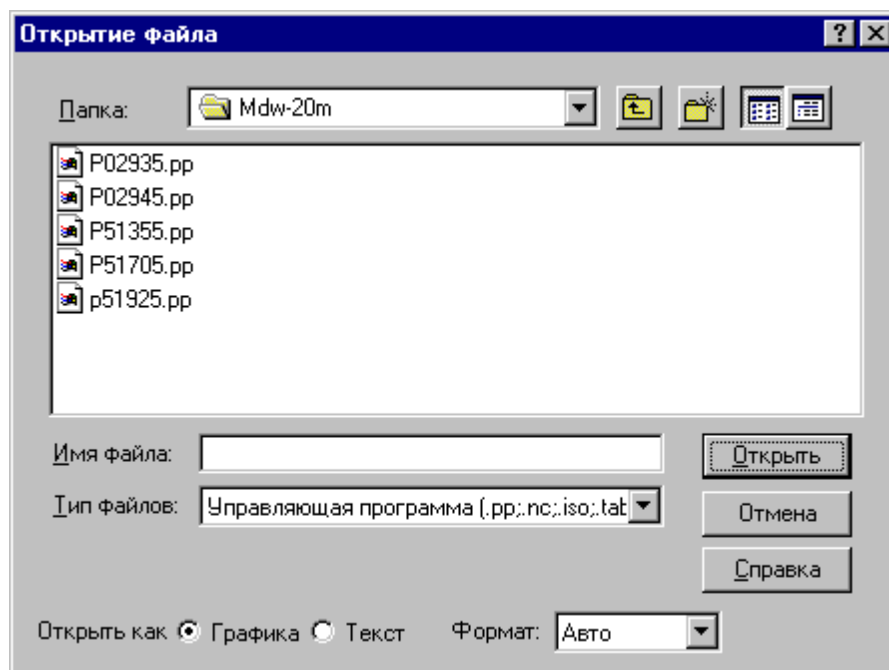 Открытие файла
Папка: Mdw-20m
P02935.pp
P02945.pp
P51355.pp
P51705.pp
p51925.pp
Имя файла: Открыть
Тип файлов: Управляющая программа (.pp;.nc;.iso;.tab Отмена
Справка
Открыть как Графика Текст Формат: Авто